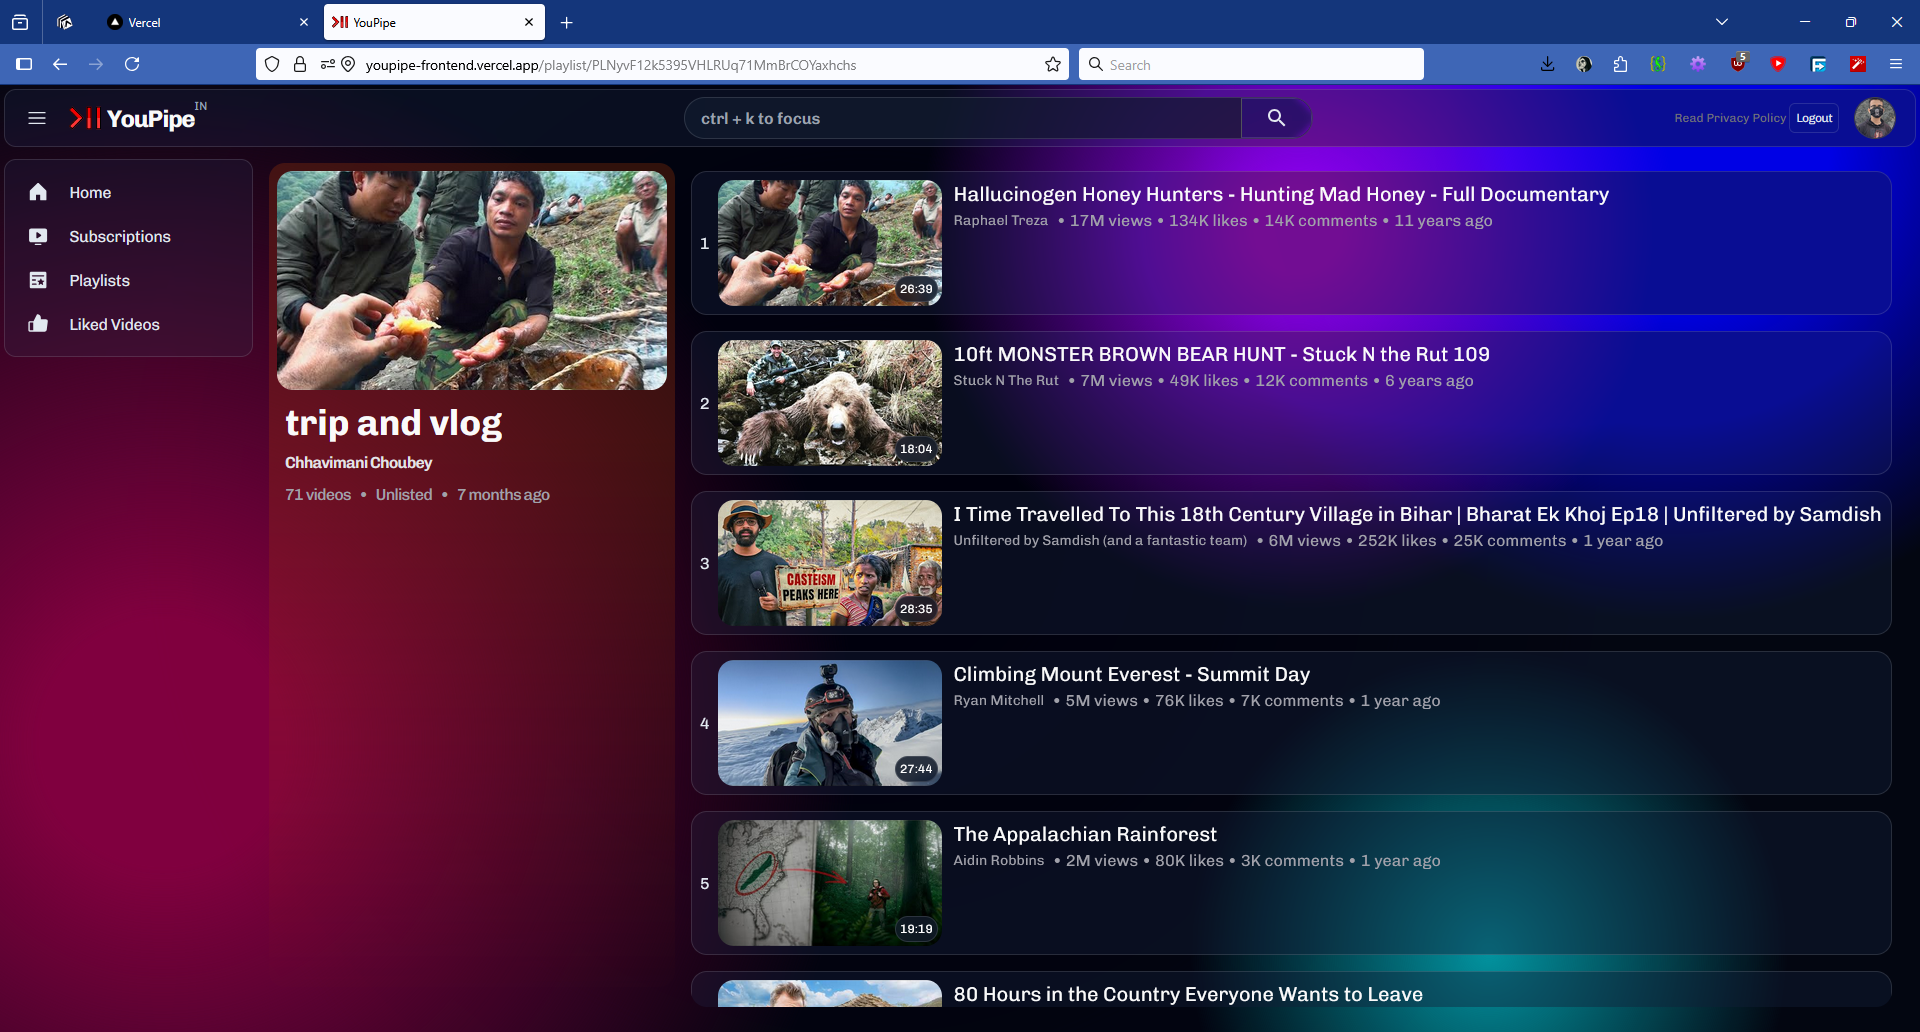 Vercel
YouPipe
youpipe-frontend.vercel.app/playlist/PLNyvF12k5395VHLRUq71MmBrCOYaxhchs
Search
5
YouPipe IN
ctrl + k to focus
Read Privacy Policy
Logout
Home
Subscriptions
Playlists
Liked Videos
trip and vlog
Chhavimani Choubey
71 videos • Unlisted • 7 months ago
1
26:39
Hallucinogen Honey Hunters - Hunting Mad Honey - Full Documentary
Raphael Treza • 17M views • 134K likes • 14K comments • 11 years ago
2
18:04
10ft MONSTER BROWN BEAR HUNT - Stuck N the Rut 109
Stuck N The Rut • 7M views • 49K likes • 12K comments • 6 years ago
3
CASTEISM
PEAKS HERE
28:35
I Time Travelled To This 18th Century Village in Bihar | Bharat Ek Khoj Ep18 | Unfiltered by Samdish
Unfiltered by Samdish (and a fantastic team) • 6M views • 252K likes • 25K comments • 1 year ago
4
27:44
Climbing Mount Everest - Summit Day
Ryan Mitchell • 5M views • 76K likes • 7K comments • 1 year ago
5
19:19
The Appalachian Rainforest
Aidin Robbins • 2M views • 80K likes • 3K comments • 1 year ago
80 Hours in the Country Everyone Wants to Leave